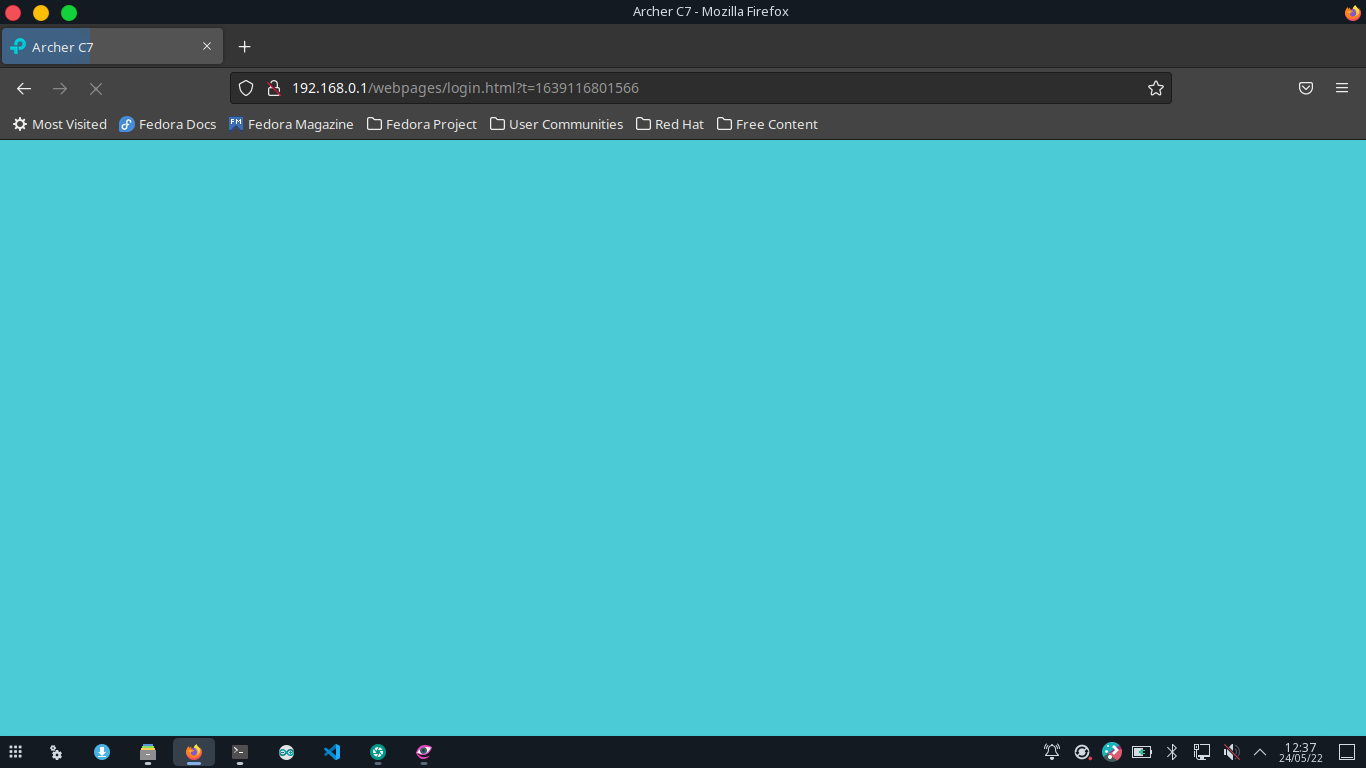 Archer C7 - Mozilla Firefox
Archer C7
192.168.0.1/webpages/login.html?t=1639116801566
Most Visited Fedora Docs Fedora Magazine Fedora Project User Communities Red Hat Free Content
12:37
24/05/22